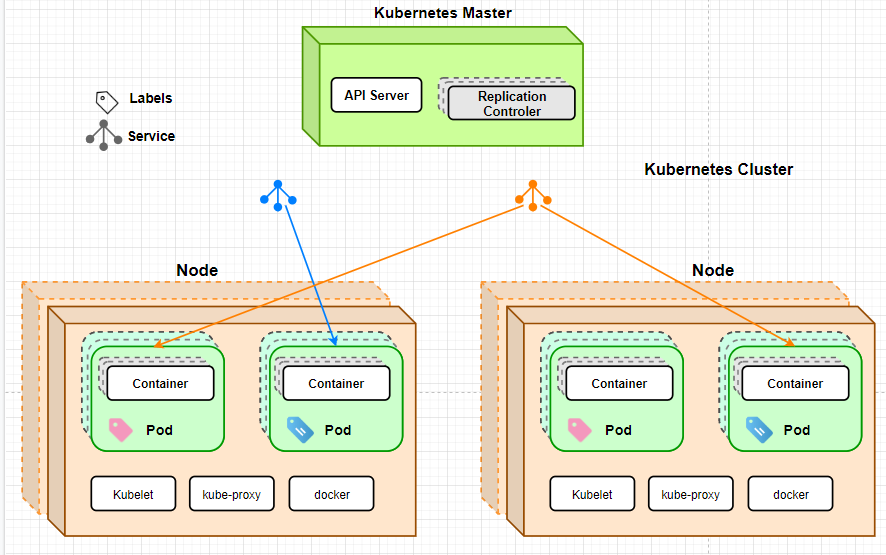 Kubernetes Master
API Server
Replication
Controler
Labels
Service
Kubernetes Cluster
Node
Node
Container
Container
Container
Container
Pod
Pod
Pod
Pod
Kubelet
kube-proxy
docker
Kubelet
kube-proxy
docker